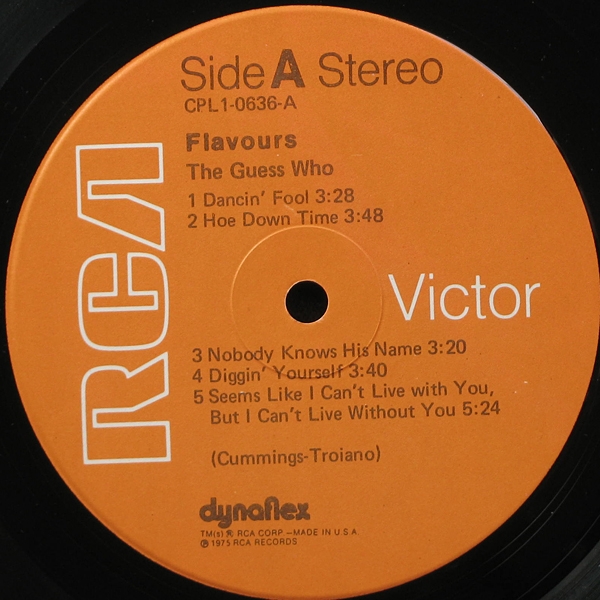 Side A Stereo
CPL1-0636-A
Flavours
The Guess Who
1 Dancin' Fool 3:28
2 Hoe Down Time 3:48
RCA
Victor
3 Nobody Knows His Name 3:20
4 Diggin' Yourself 3:40
5 Seems Like I Can't Live with You,
But I Can't Live Without You 5:24
(Cummings-Troiano)
dynaflex
TM(s) ® RCA CORP.—MADE IN U.S.A.
℗ 1975 RCA RECORDS